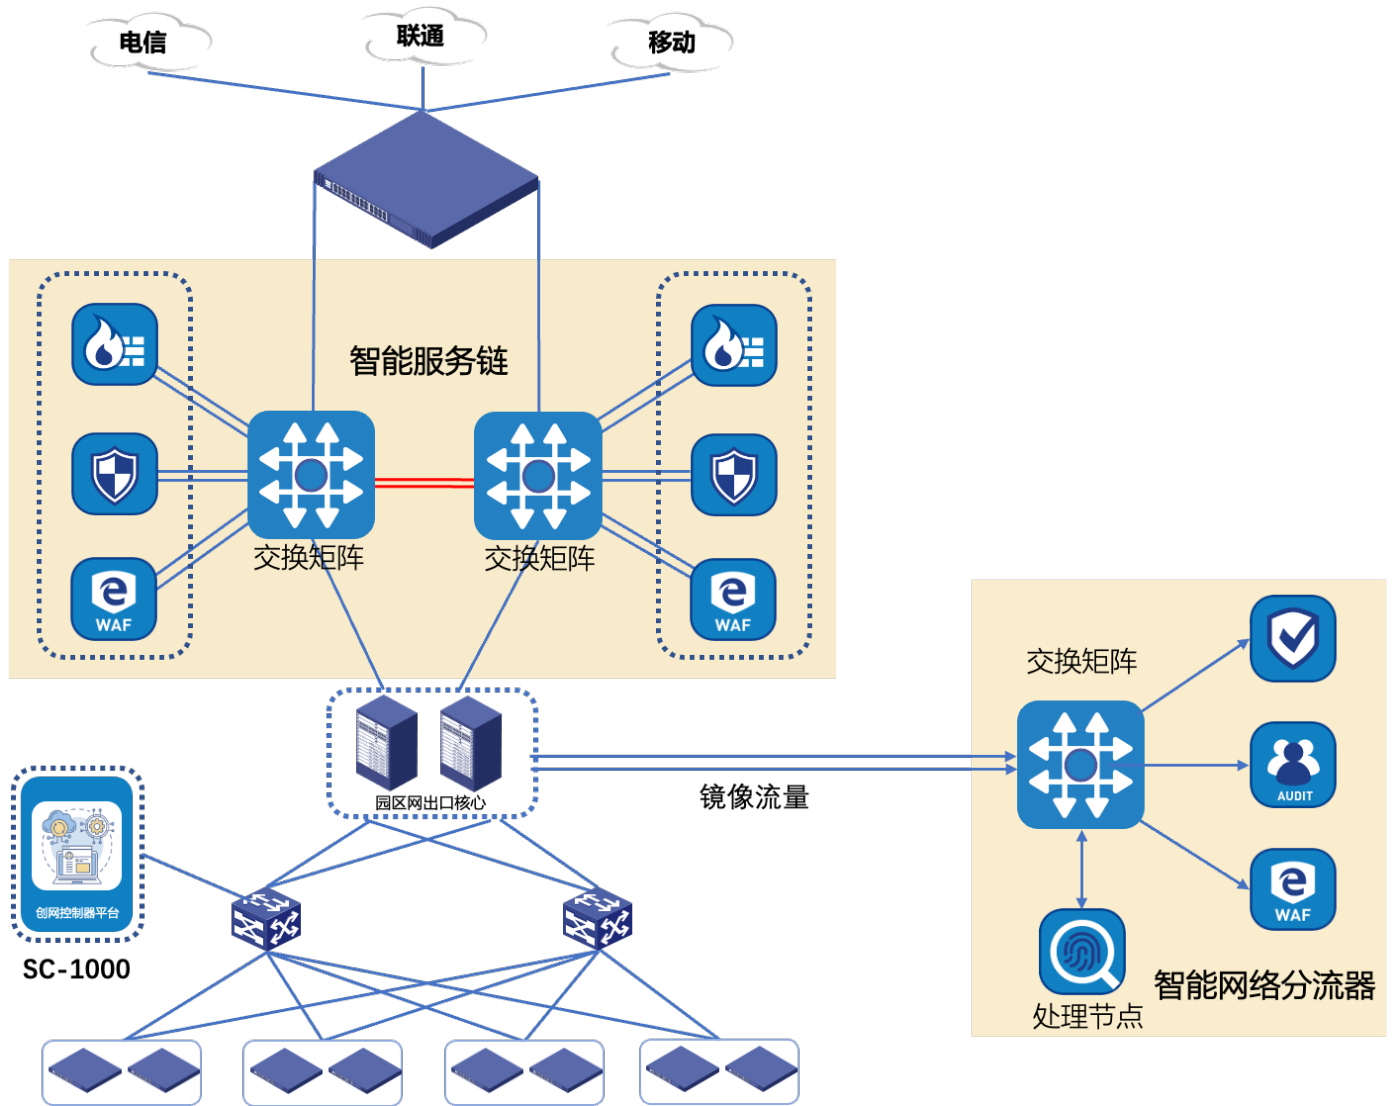 电信
联通
移动
智能服务链
交换矩阵
交换矩阵
WAF
WAF
园区网出口核心
镜像流量
创网控制器平台
SC-1000
交换矩阵
AUDIT
WAF
处理节点
智能网络分流器